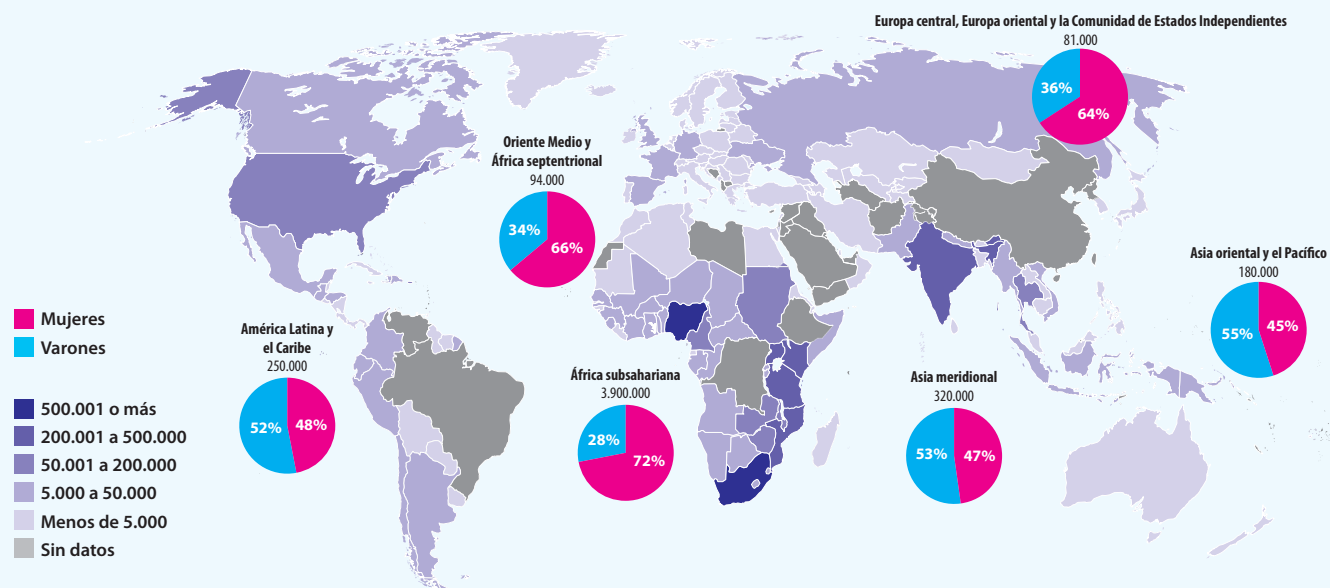 Europa central, Europa oriental y la Comunidad de Estados Independientes
81.000
36%
64%
Oriente Medio y
África septentrional
94.000
34%
66%
Asia oriental y el Pacífico
180.000
55%
45%
Mujeres
Varones
América Latina y
el Caribe
250.000
52%
48%
África subsahariana
3.900.000
28%
72%
Asia meridional
320.000
53%
47%
500.001 o más
200.001 a 500.000
50.001 a 200.000
5.000 a 50.000
Menos de 5.000
Sin datos